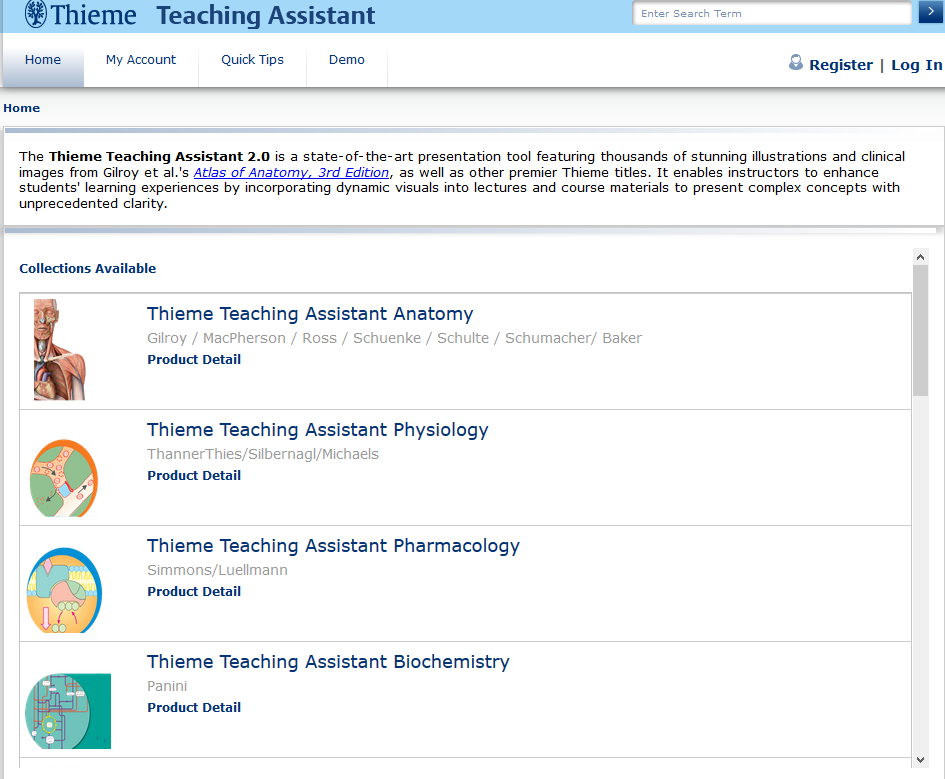 Thieme Teaching Assistant
Enter Search Term
>
Home
My Account
Quick Tips
Demo
Register | Log In
Home
The Thieme Teaching Assistant 2.0 is a state-of-the-art presentation tool featuring thousands of stunning illustrations and clinical
images from Gilroy et al.'s Atlas of Anatomy, 3rd Edition, as well as other premier Thieme titles. It enables instructors to enhance
students' learning experiences by incorporating dynamic visuals into lectures and course materials to present complex concepts with
unprecedented clarity.
Collections Available
Thieme Teaching Assistant Anatomy
Gilroy / MacPherson / Ross / Schuenke / Schulte / Schumacher/ Baker
Product Detail
Thieme Teaching Assistant Physiology
ThannerThies/Silbernagl/Michaels
Product Detail
Thieme Teaching Assistant Pharmacology
Simmons/Luellmann
Product Detail
Thieme Teaching Assistant Biochemistry
Panini
Product Detail